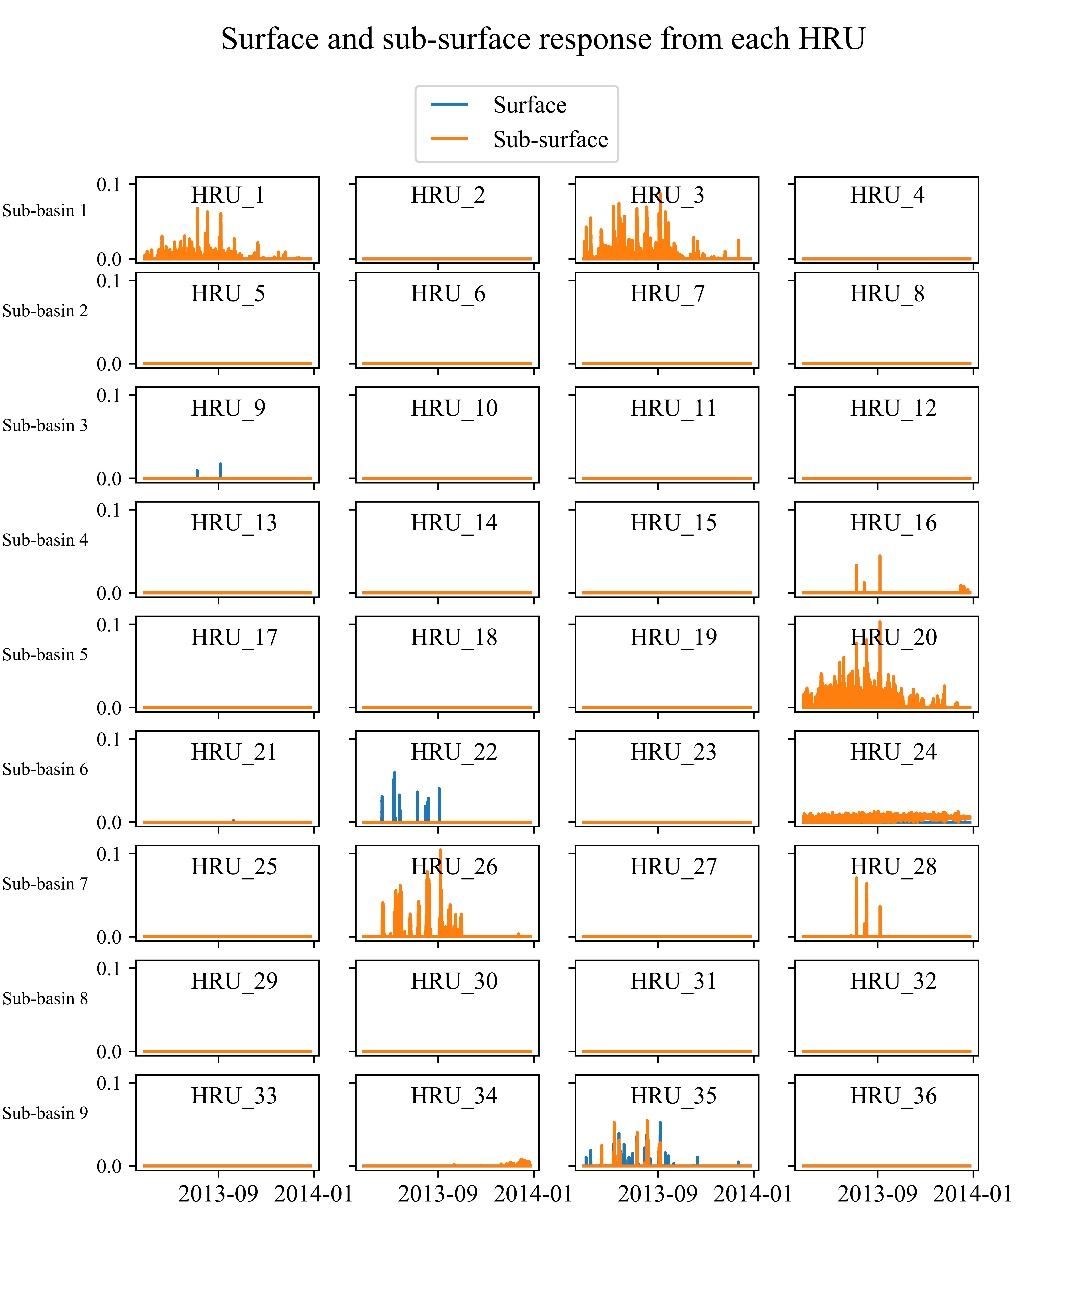 Surface and sub-surface response from each HRU
Surface
Sub-surface
Sub-basin 1
0.1
0.0
HRU_1
HRU_2
HRU_3
HRU_4
Sub-basin 2
0.1
0.0
HRU_5
HRU_6
HRU_7
HRU_8
Sub-basin 3
0.1
0.0
HRU_9
HRU_10
HRU_11
HRU_12
Sub-basin 4
0.1
0.0
HRU_13
HRU_14
HRU_15
HRU_16
Sub-basin 5
0.1
0.0
HRU_17
HRU_18
HRU_19
HRU_20
Sub-basin 6
0.1
0.0
HRU_21
HRU_22
HRU_23
HRU_24
Sub-basin 7
0.1
0.0
HRU_25
HRU_26
HRU_27
HRU_28
Sub-basin 8
0.1
0.0
HRU_29
HRU_30
HRU_31
HRU_32
Sub-basin 9
0.1
0.0
HRU_33
HRU_34
HRU_35
HRU_36
2013-09 2014-01 2013-09 2014-01 2013-09 2014-01 2013-09 2014-01